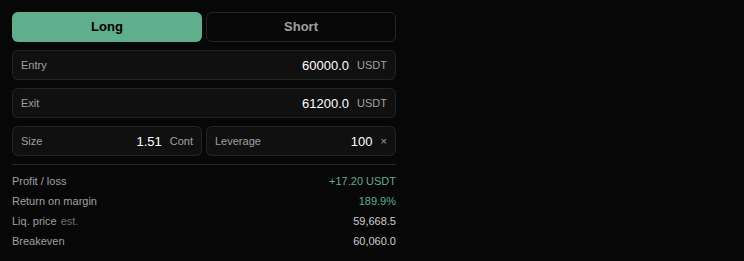 Long Short
Entry 60000.0 USDT
Exit 61200.0 USDT
Size 1.51 Cont Leverage 100 ×
Profit / loss +17.20 USDT
Return on margin 189.9%
Liq. price est. 59,668.5
Breakeven 60,060.0